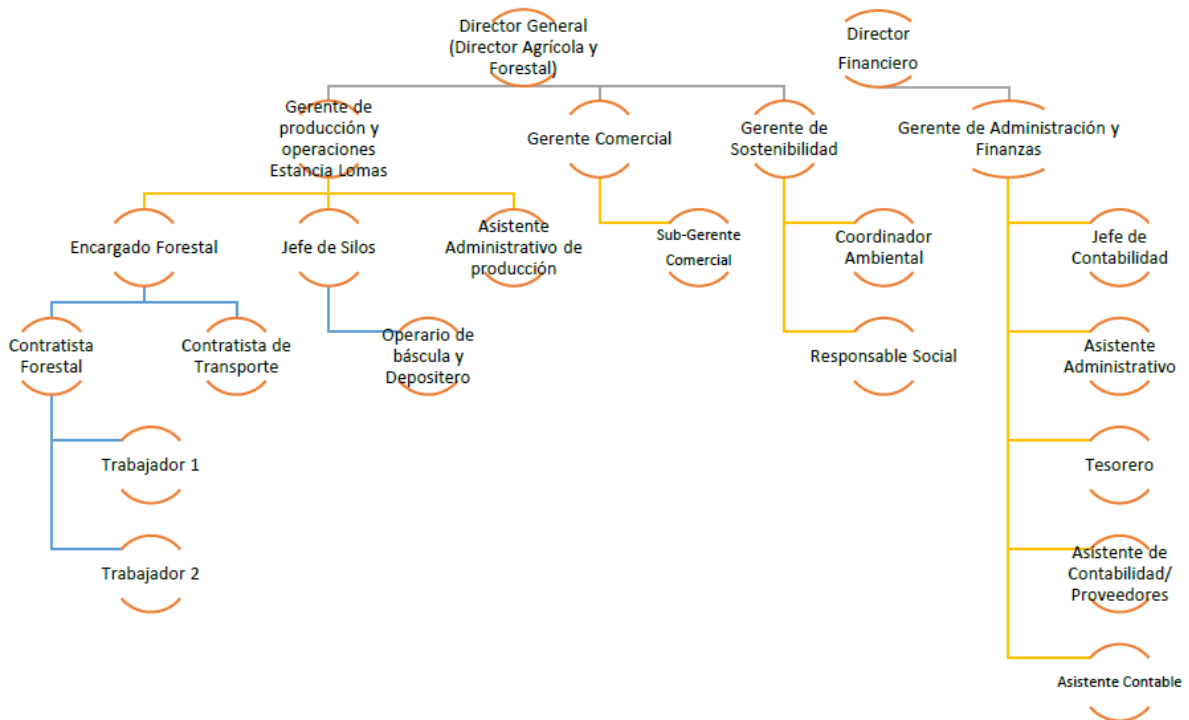 Director General
(Director Agrícola y
Forestal)
Director
Financiero
Gerente de
producción y
operaciones
Estancia Lomas
Gerente Comercial
Gerente de
Sostenibilidad
Gerente de Administración y
Finanzas
Encargado Forestal
Jefe de Silos
Asistente
Administrativo de
producción
Sub-Gerente
Comercial
Coordinador
Ambiental
Jefe de
Contabilidad
Contratista
Forestal
Contratista de
Transporte
Operario de
báscula y
Depositero
Responsable Social
Asistente
Administrativo
Trabajador 1
Tesorero
Trabajador 2
Asistente de
Contabilidad/
Proveedores
Asistente Contable